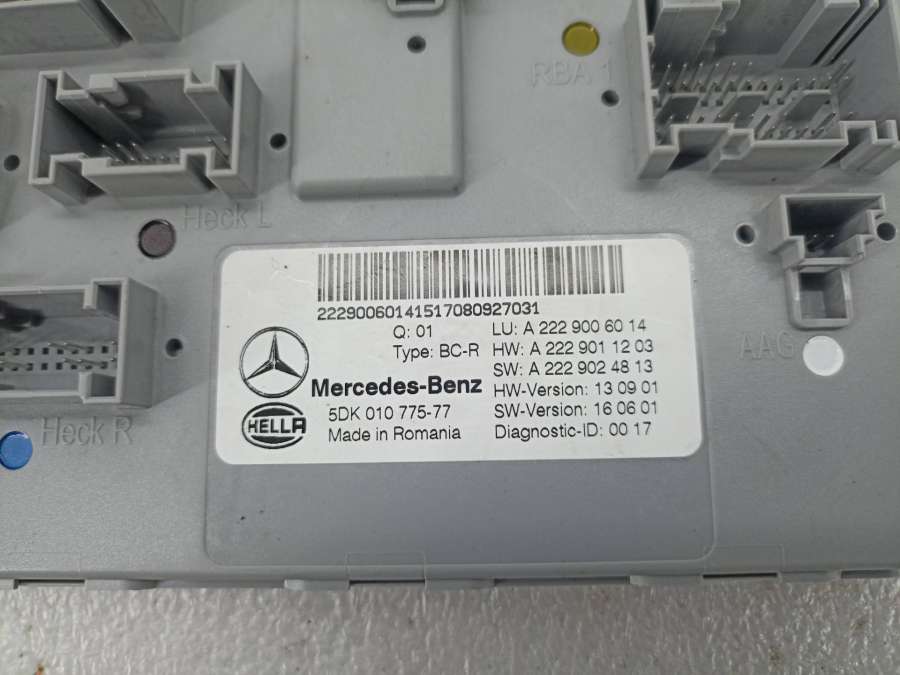 RBA 1
Heck L
2229006014151708092​7031
Q: 01
Type: BC-R
LU: A 222 900 60 14
HW: A 222 901 12 03
SW: A 222 902 48 13
HW-Version: 13 09 01
SW-Version: 16 06 01
Diagnostic-ID: 00 17
Mercedes-Benz
HELLA
5DK 010 775-77
Made in Romania
AAG
Heck R